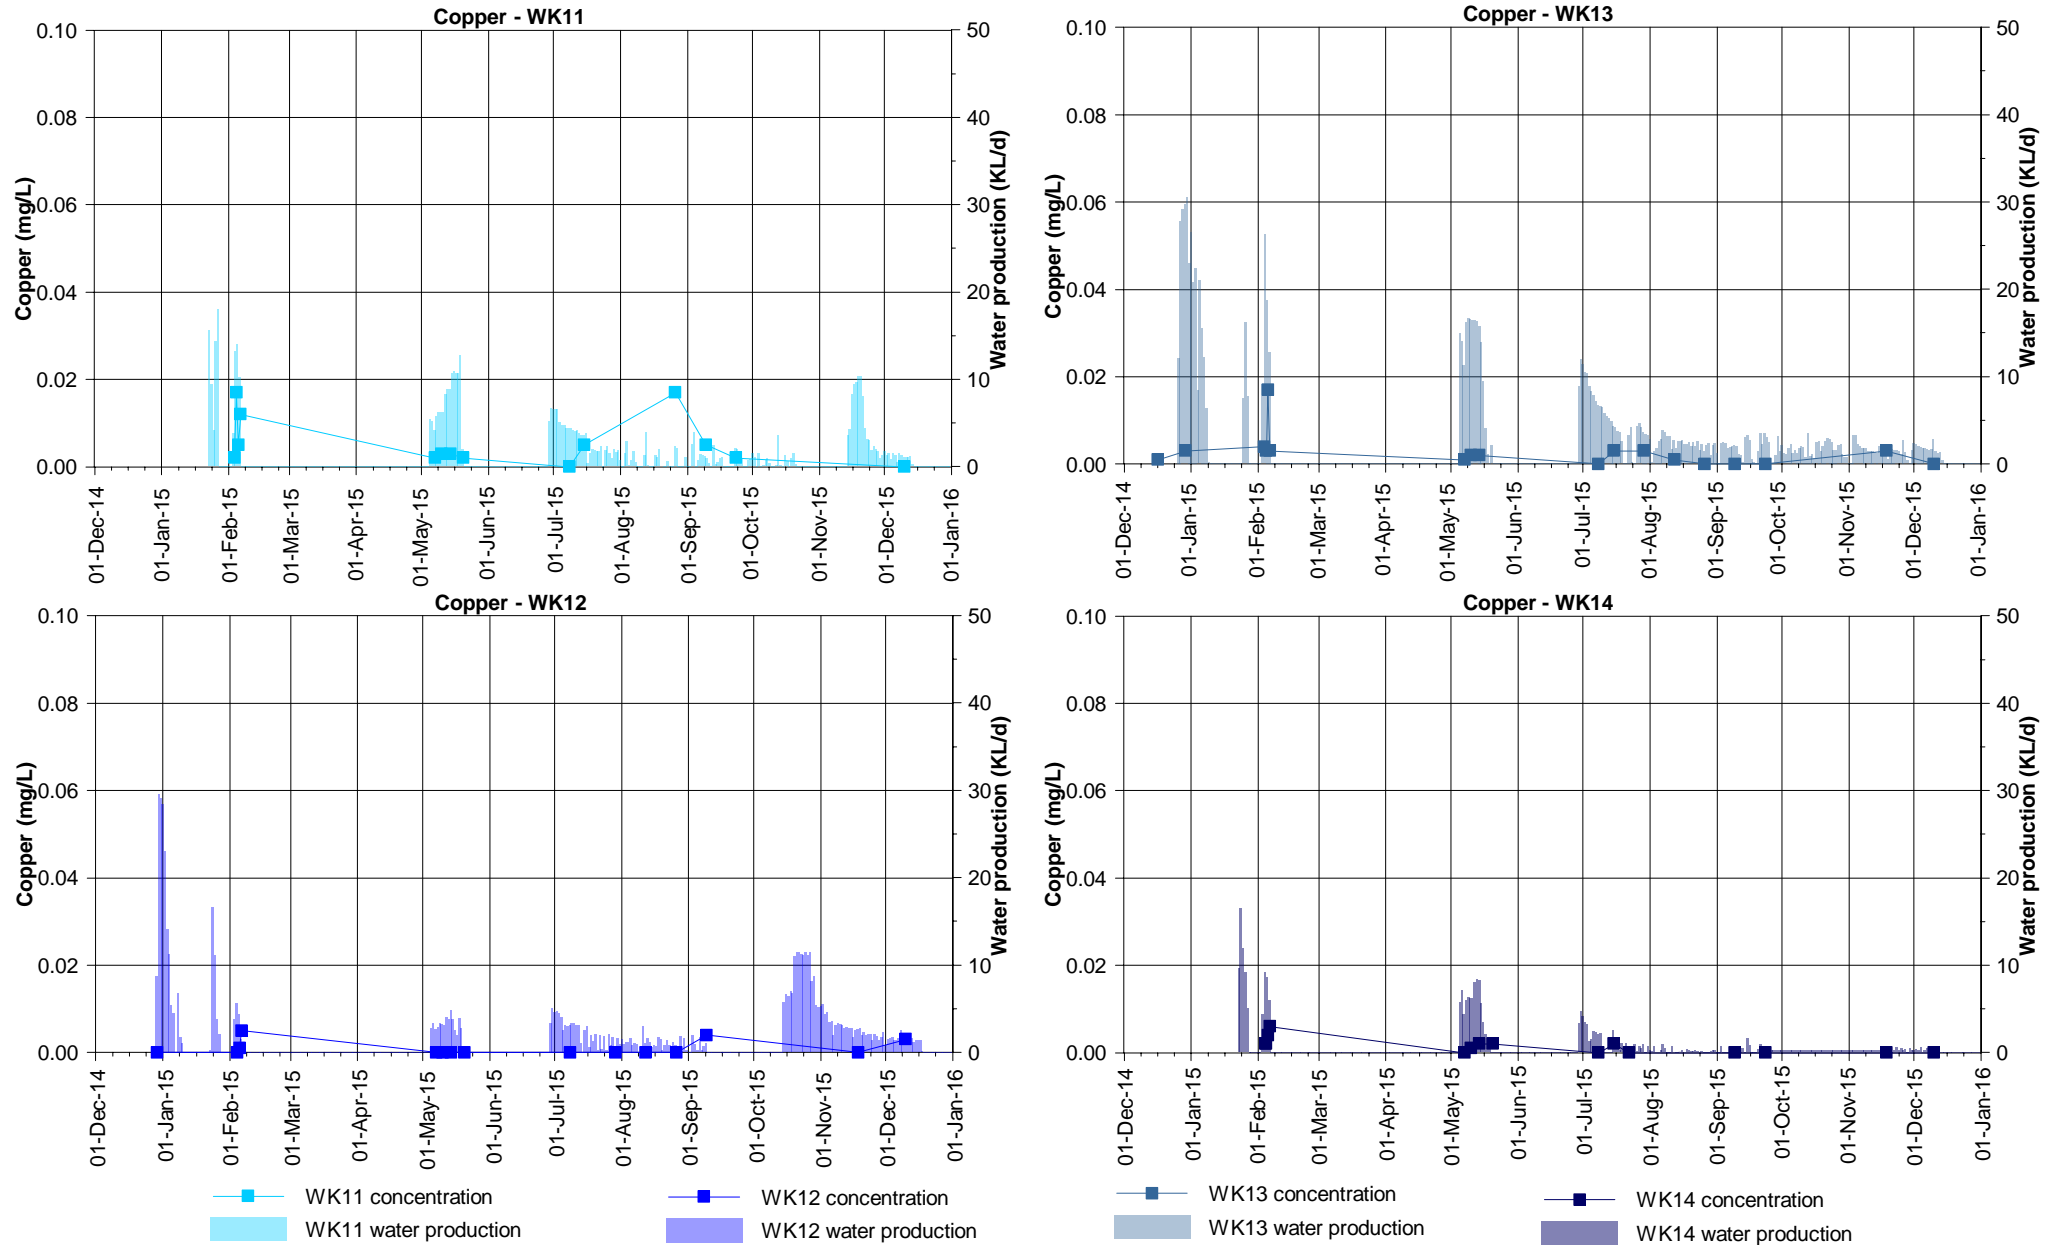 Copper - WK11
0.10
0.08
0.06
0.04
0.02
0.00
Copper (mg/L)
50
40
30
20
10
0
Water production (KL/d)
01-Dec-14
01-Jan-15
01-Feb-15
01-Mar-15
01-Apr-15
01-May-15
01-Jun-15
01-Jul-15
01-Aug-15
01-Sep-15
01-Oct-15
01-Nov-15
01-Dec-15
01-Jan-16
Copper - WK13
0.10
0.08
0.06
0.04
0.02
0.00
Copper (mg/L)
50
40
30
20
10
0
Water production (KL/d)
01-Dec-14
01-Jan-15
01-Feb-15
01-Mar-15
01-Apr-15
01-May-15
01-Jun-15
01-Jul-15
01-Aug-15
01-Sep-15
01-Oct-15
01-Nov-15
01-Dec-15
01-Jan-16
Copper - WK12
0.10
0.08
0.06
0.04
0.02
0.00
Copper (mg/L)
50
40
30
20
10
0
Water production (KL/d)
01-Dec-14
01-Jan-15
01-Feb-15
01-Mar-15
01-Apr-15
01-May-15
01-Jun-15
01-Jul-15
01-Aug-15
01-Sep-15
01-Oct-15
01-Nov-15
01-Dec-15
01-Jan-16
Copper - WK14
0.10
0.08
0.06
0.04
0.02
0.00
Copper (mg/L)
50
40
30
20
10
0
Water production (KL/d)
01-Dec-14
01-Jan-15
01-Feb-15
01-Mar-15
01-Apr-15
01-May-15
01-Jun-15
01-Jul-15
01-Aug-15
01-Sep-15
01-Oct-15
01-Nov-15
01-Dec-15
01-Jan-16
WK11 concentration
WK11 water production
WK12 concentration
WK12 water production
WK13 concentration
WK13 water production
WK14 concentration
WK14 water production